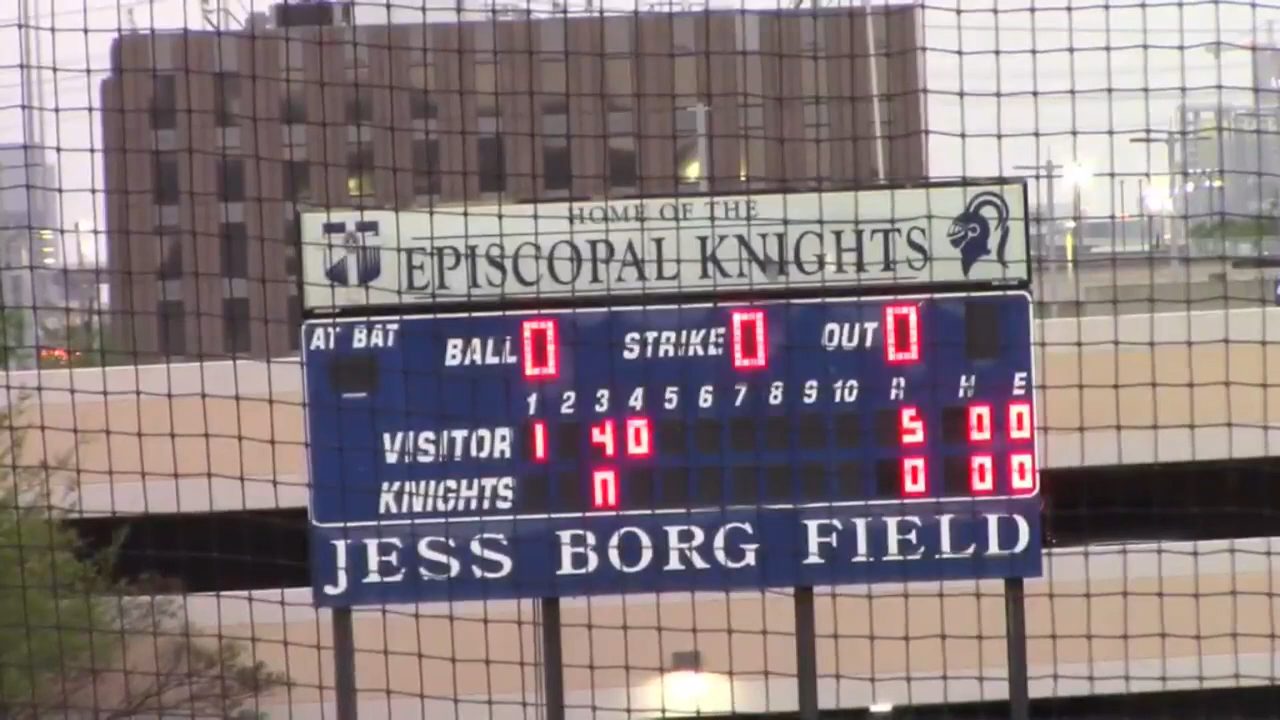 HOME OF THE
EPISCOPAL KNIGHTS
AT BAT BALL 0 STRIKE 0 OUT 0
1 2 3 4 5 6 7 8 9 10 R H E
VISITOR 1 4 0 5 0 0
KNIGHTS 0 0 0
JESS BORG FIELD